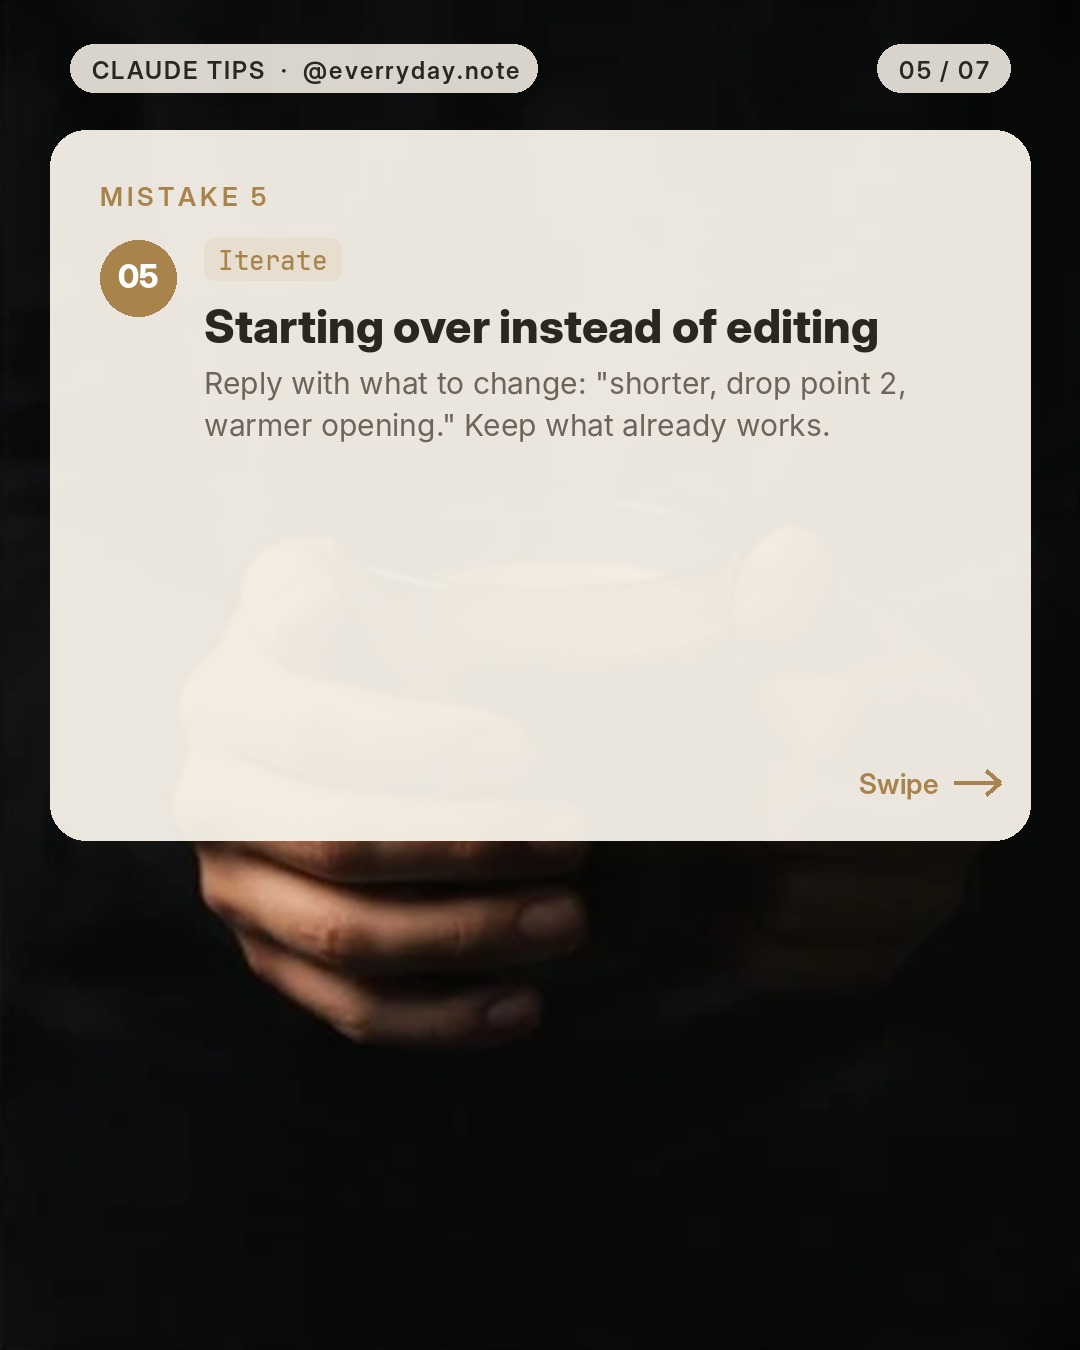 CLAUDE TIPS · @everryday.note
05 / 07
MISTAKE 5
05
Iterate
Starting over instead of editing
Reply with what to change: "shorter, drop point 2,
warmer opening." Keep what already works.
Swipe →